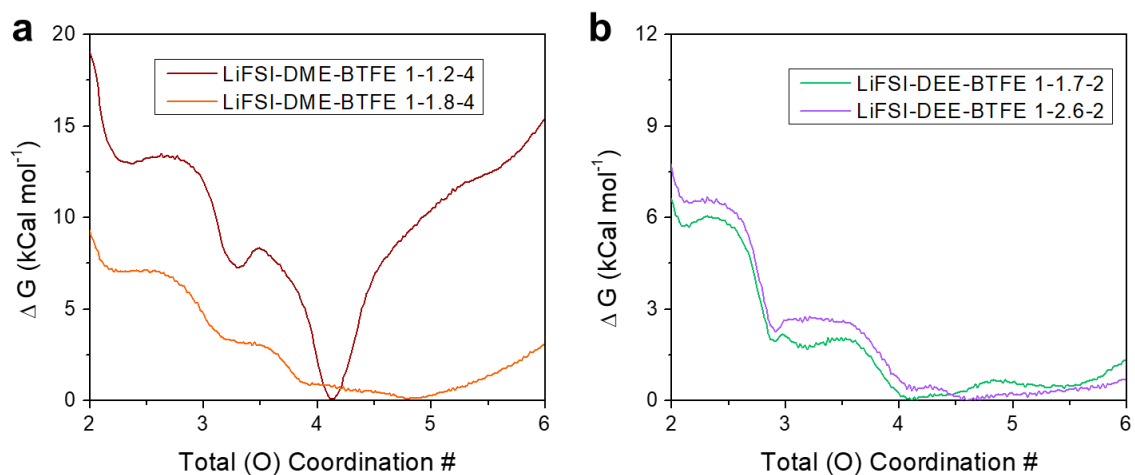 a
20
15
10
5
0
Δ G (kCal mol-1)
LiFSI-DME-BTFE 1-1.2-4
LiFSI-DME-BTFE 1-1.8-4
2 3 4 5 6
Total (O) Coordination #
b
12
9
6
3
0
Δ G (kCal mol-1)
LiFSI-DEE-BTFE 1-1.7-2
LiFSI-DEE-BTFE 1-2.6-2
2 3 4 5 6
Total (O) Coordination #